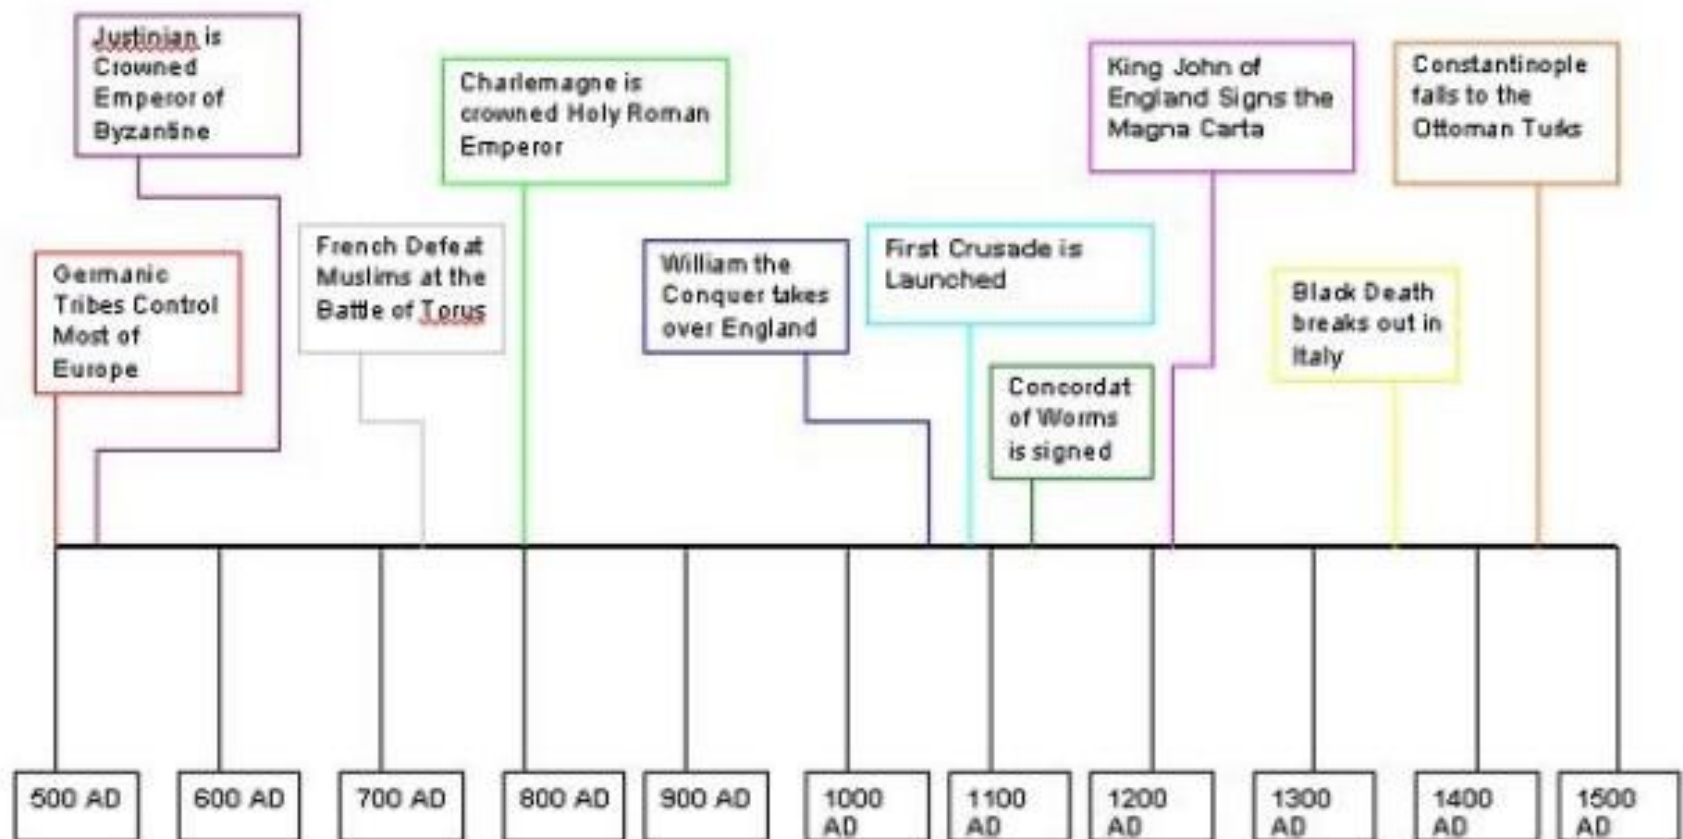 Justinian is
Crowned
Emperor of
Byzantine
Charlemagne is
crowned Holy Roman
Emperor
King John of
England Signs the
Magna Carta
Constantinople
falls to the
Ottoman Turks
Germanic
Tribes Control
Most of
Europe
French Defeat
Muslims at the
Battle of Torus
William the
Conquer takes
over England
First Crusade is
Launched
Black Death
breaks out in
Italy
Concordat
of Worms
is signed
500 AD
600 AD
700 AD
800 AD
900 AD
1000
AD
1100
AD
1200
AD
1300
AD
1400
AD
1500
AD